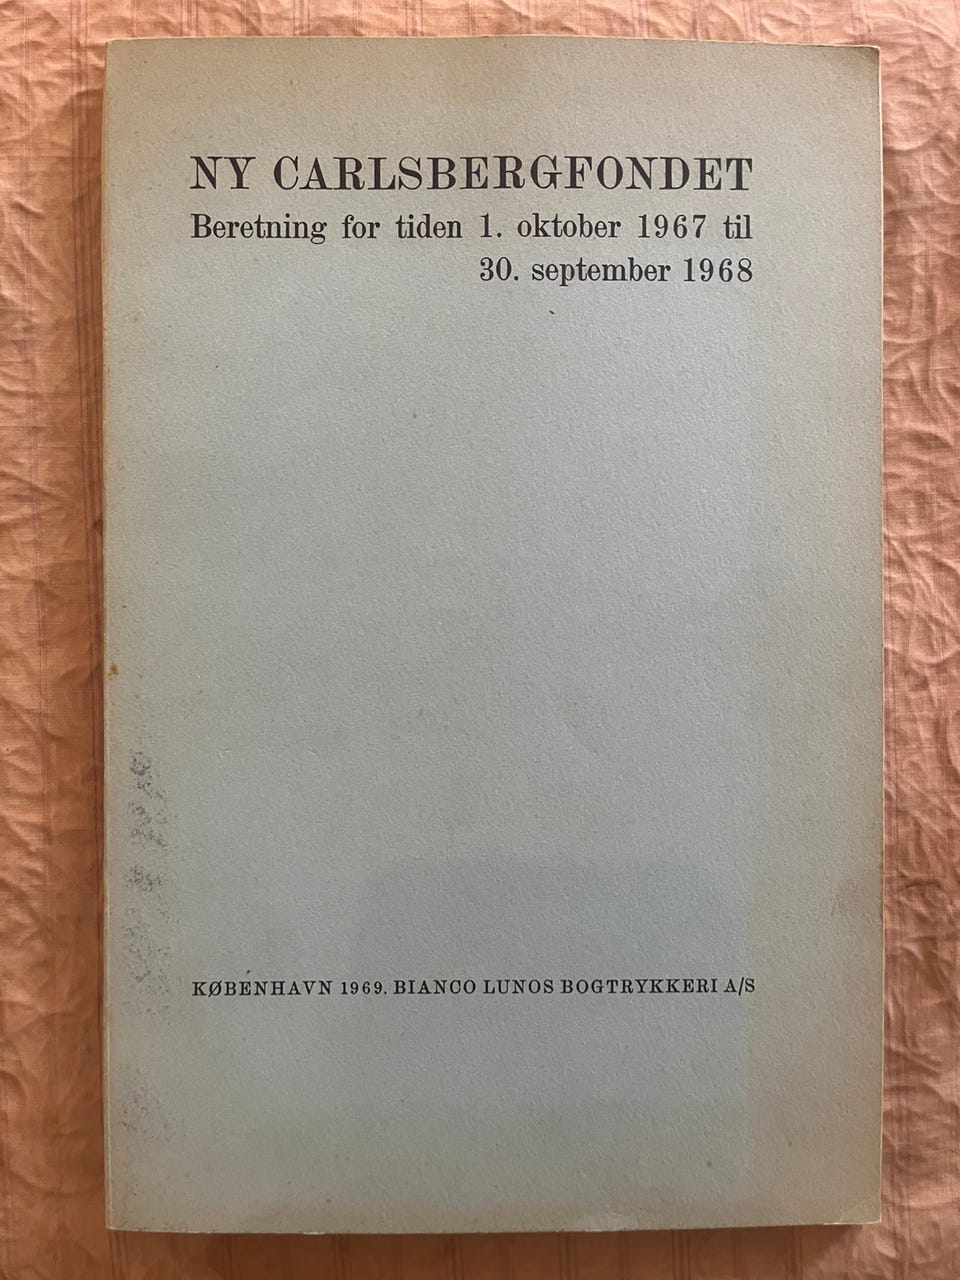 NY CARLSBERGFONDET
Beretning for tiden 1. oktober 1967 til
30. september 1968
KØBENHAVN 1969. BIANCO LUNOS BOGTRYKKERI A/S